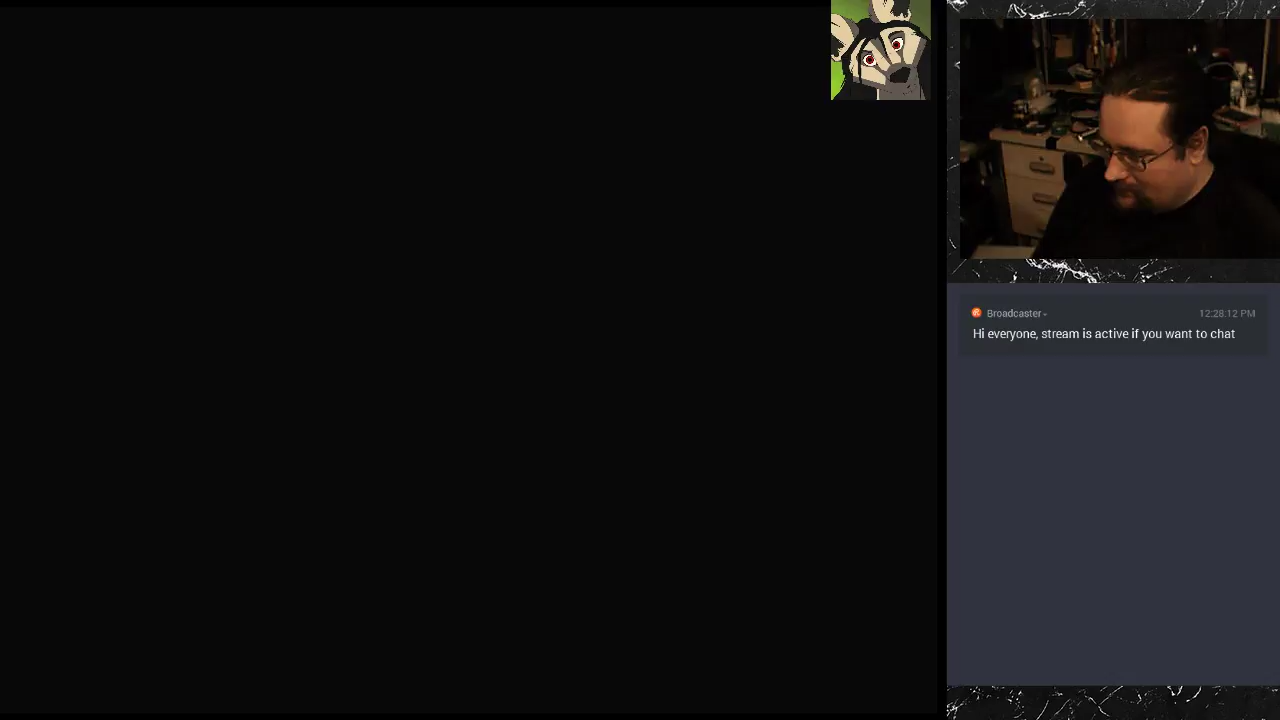 Broadcaster 12:28:12 PM
Hi everyone, stream is active if you want to chat